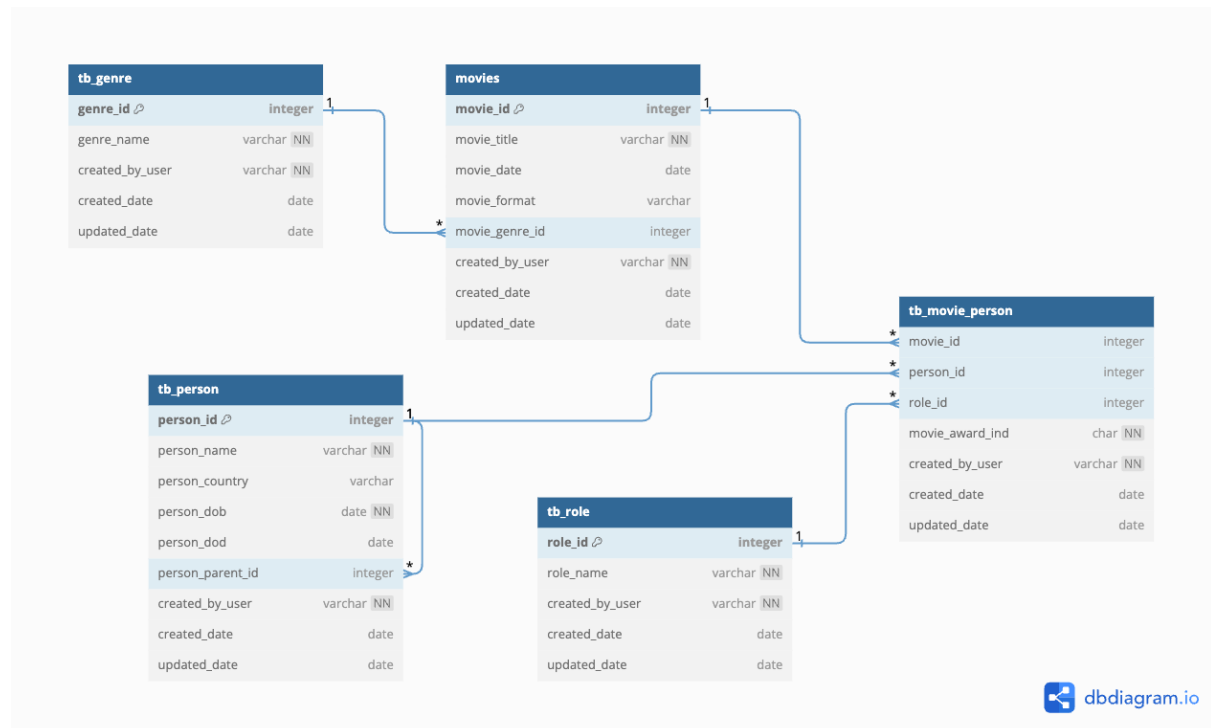 tb_genre
genre_id integer
genre_name varchar NN
created_by_user varchar NN
created_date date
updated_date date
1
*
movies
movie_id integer
movie_title varchar NN
movie_date date
movie_format varchar
movie_genre_id integer
created_by_user varchar NN
created_date date
updated_date date
1
*
tb_movie_person
movie_id integer
*
person_id integer
*
role_id integer
movie_award_ind char NN
created_by_user varchar NN
created_date date
updated_date date
tb_person
person_id integer
1
person_name varchar NN
person_country varchar
person_dob date NN
person_dod date
person_parent_id integer
*
created_by_user varchar NN
created_date date
updated_date date
tb_role
role_id integer
1
role_name varchar NN
created_by_user varchar NN
created_date date
updated_date date
dbdiagram.io